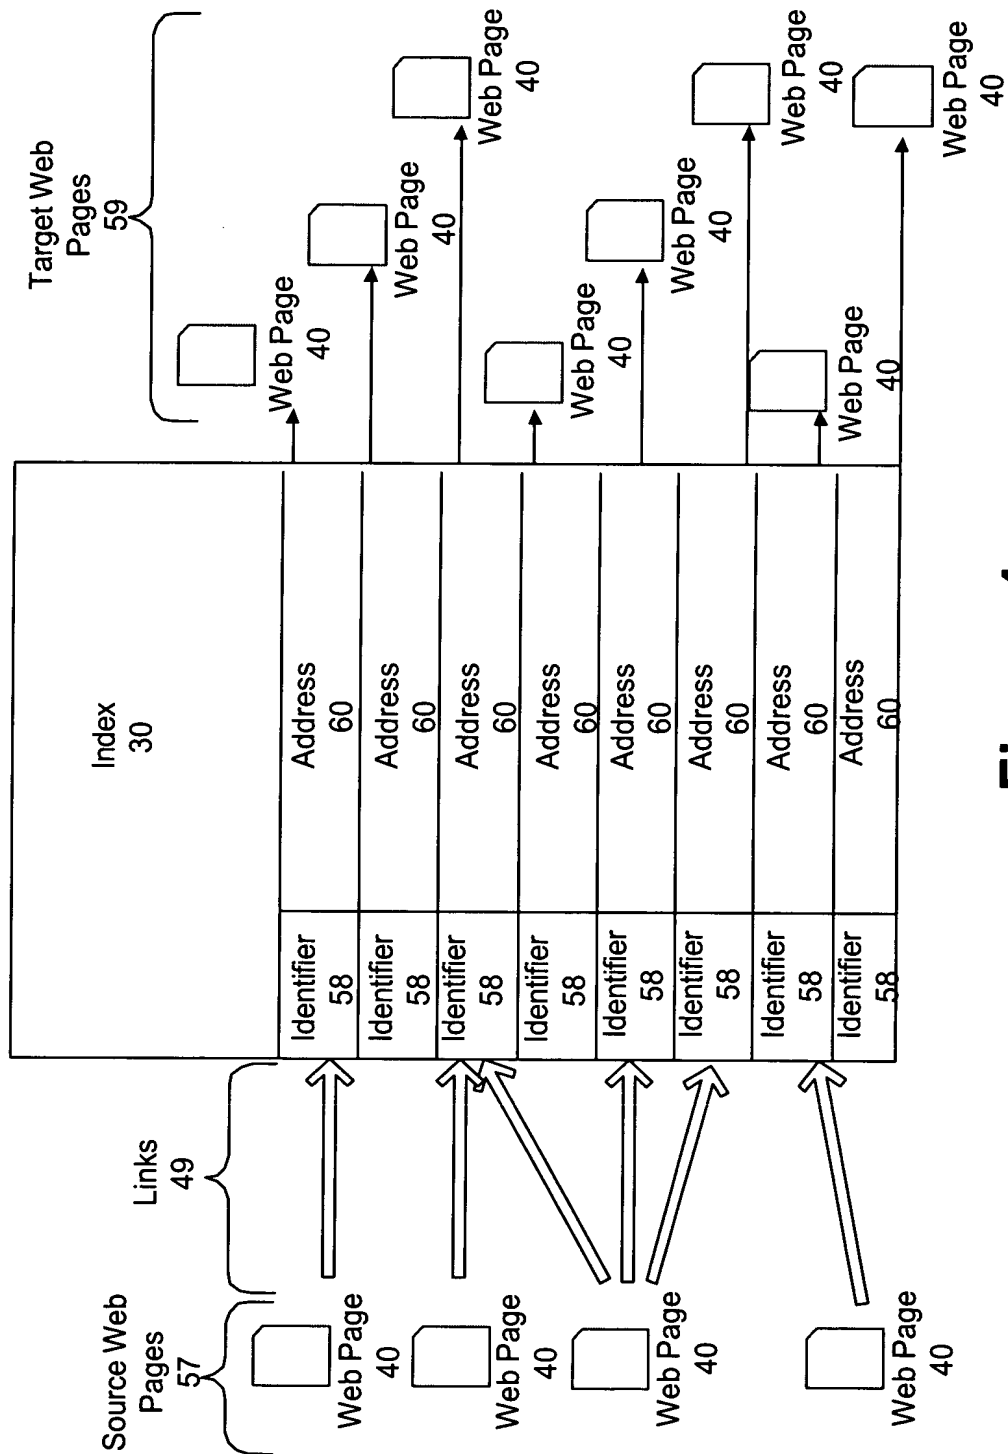 Source Web
Pages
57
Links
49
Index
30
Target Web
Pages
59
Web Page
40
Web Page
40
Web Page
40
Web Page
40
Identifier
58
Address
60
Identifier
58
Address
60
Identifier
58
Address
60
Identifier
58
Address
60
Identifier
58
Address
60
Identifier
58
Address
60
Identifier
58
Address
60
Identifier
58
Address
60
Web Page
40
Web Page
40
Web Page
40
Web Page
40
Web Page
40
Web Page
40
Web Page
40
Web Page
40